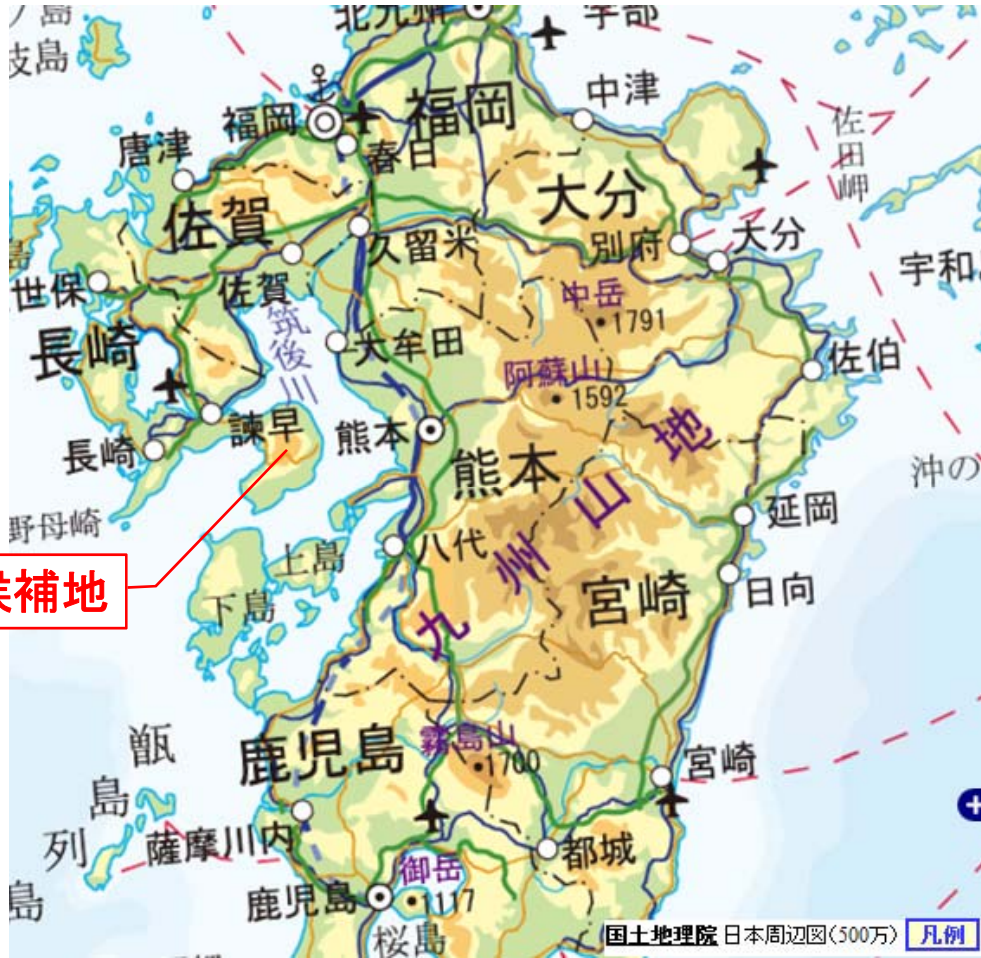 北九州
宇部
島
岐島
中津
福岡
福岡
春日
佐田岬
唐津
大分
佐賀
久留米
別府
大分
宇和
世保
佐賀
中岳
1791
筑後川
長崎
大牟田
佐伯
阿蘇山
1592
諫早
熊本
地
長崎
熊本
沖の
山
野母崎
延岡
上島
八代
州
候補地
日向
下島
宮崎
九
甑
鹿児島
霧島山
1700
宮崎
島
列
薩摩川内
都城
御岳
島
鹿児島
1117
桜島
国土地理院 日本周辺図(500万) 凡例